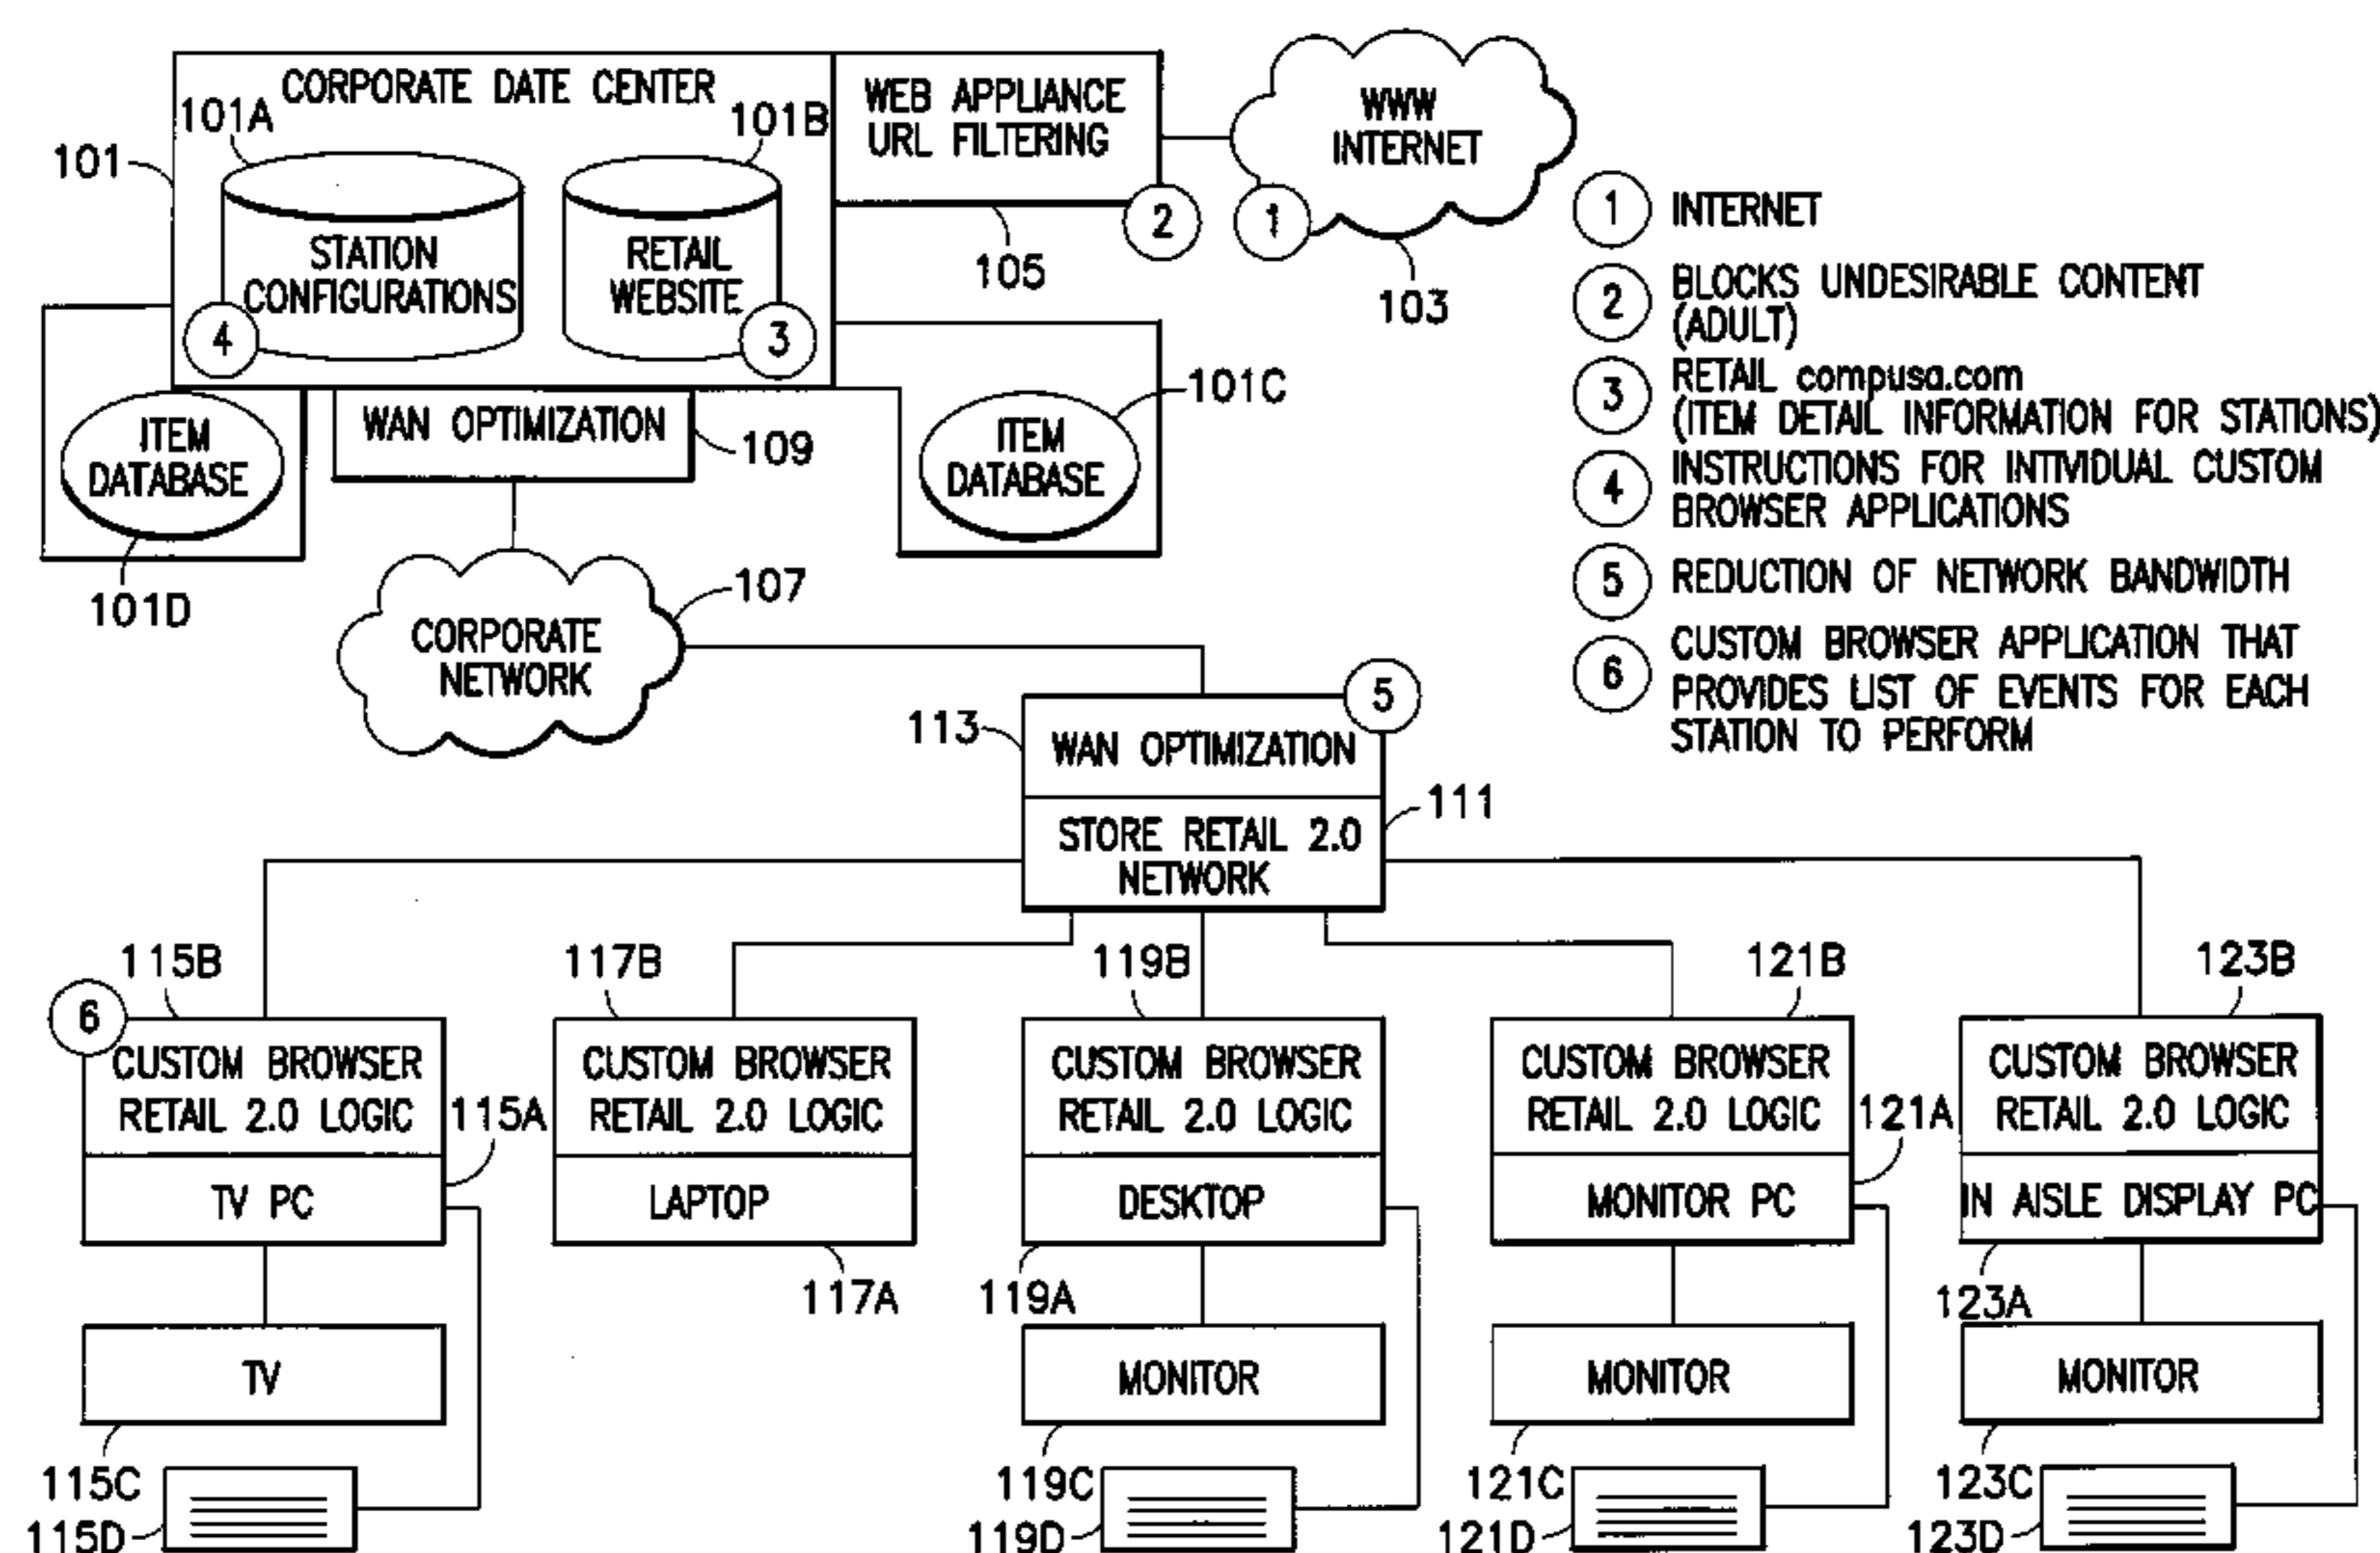 CORPORATE DATE CENTER
101A
101B
101
STATION
CONFIGURATIONS
4
RETAIL
WEBSITE
3
WEB APPLIANCE
URL FILTERING
2
105
WWW
INTERNET
1
103
ITEM
DATABASE
101D
WAN OPTIMIZATION
109
ITEM
DATABASE
101C
CORPORATE
NETWORK
107
1 INTERNET
2 BLOCKS UNDESIRABLE CONTENT
(ADULT)
3 RETAIL compusa.com
(ITEM DETAIL INFORMATION FOR STATIONS)
4 INSTRUCTIONS FOR INTIVIDUAL CUSTOM
BROWSER APPLICATIONS
5 REDUCTION OF NETWORK BANDWIDTH
6 CUSTOM BROWSER APPLICATION THAT
PROVIDES LIST OF EVENTS FOR EACH
STATION TO PERFORM
5
113
WAN OPTIMIZATION
111
STORE RETAIL 2.0
NETWORK
115B
6
CUSTOM BROWSER
RETAIL 2.0 LOGIC
115A
TV PC
TV
115C
115D
117B
CUSTOM BROWSER
RETAIL 2.0 LOGIC
LAPTOP
117A
119B
CUSTOM BROWSER
RETAIL 2.0 LOGIC
DESKTOP
119A
MONITOR
119C
119D
121B
CUSTOM BROWSER
RETAIL 2.0 LOGIC
121A
MONITOR PC
MONITOR
121C
121D
123B
CUSTOM BROWSER
RETAIL 2.0 LOGIC
IN AISLE DISPLAY PC
123A
MONITOR
123C
123D